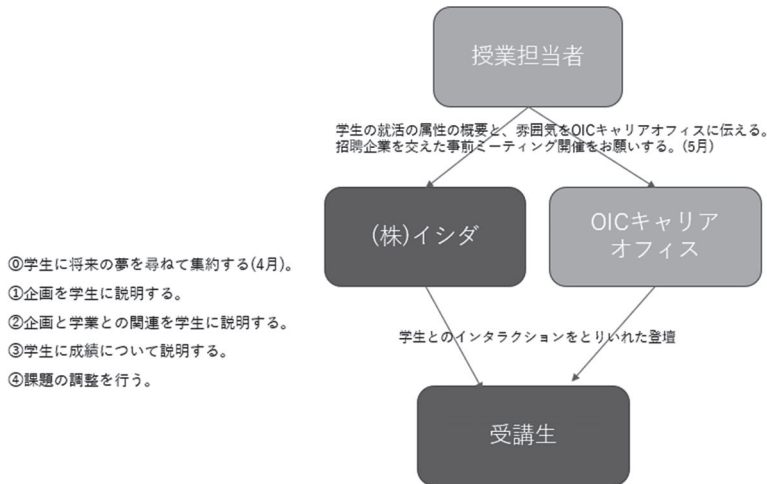 授業担当者
学生の就活の属性の概要と、雰囲気をOICキャリアオフィスに伝える。
招聘企業を交えた事前ミーティング開催をお願いする。(5月)
(株)イシダ
OICキャリア
オフィス
⓪学生に将来の夢を尋ねて集約する(4月)。
①企画を学生に説明する。
②企画と学業との関連を学生に説明する。
③学生に成績について説明する。
④課題の調整を行う。
学生とのインタラクションをとりいれた登壇
受講生